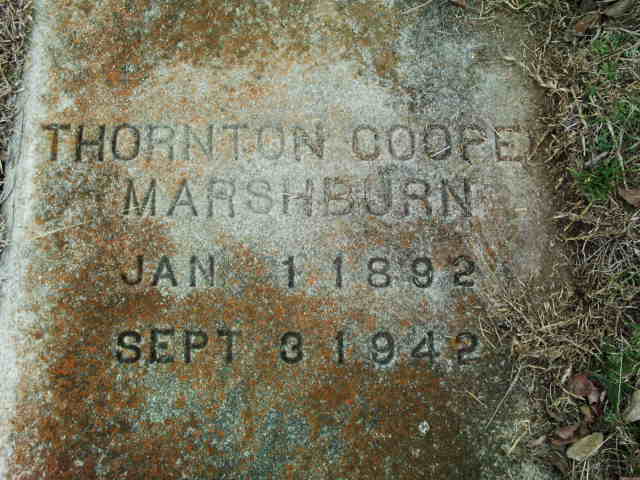 THORNTON COOPER
MARSHBURN
JAN 1 1892
SEPT 3 1942